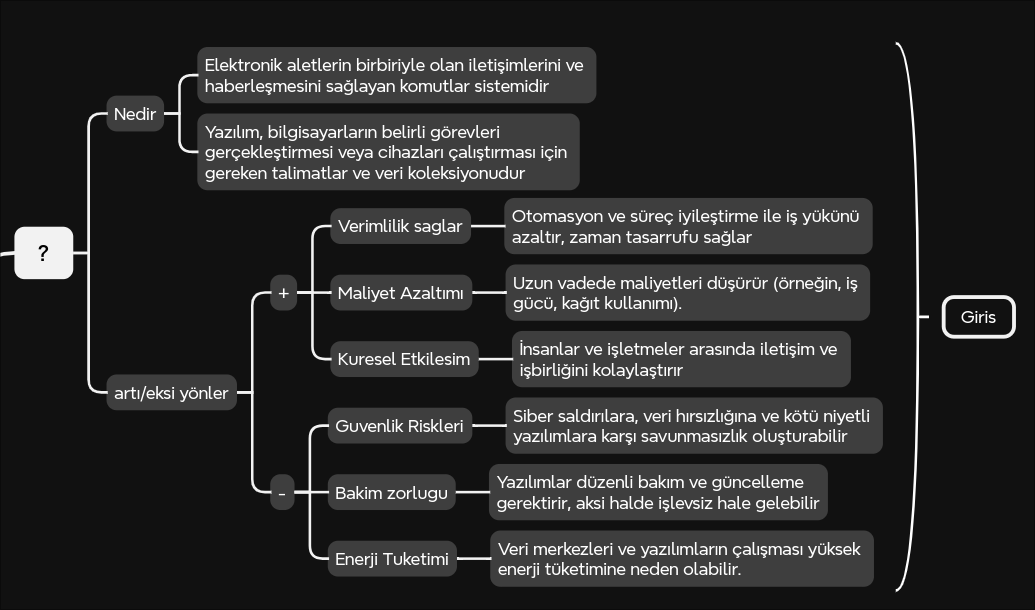 ?
Nedir
Elektronik aletlerin birbiriyle olan iletişimlerini ve
haberleşmesini sağlayan komutlar sistemidir
Yazılım, bilgisayarların belirli görevleri
gerçekleştirmesi veya cihazları çalıştırması için
gereken talimatlar ve veri koleksiyonudur
artı/eksi yönler
+
Verimlilik saglar
Otomasyon ve süreç iyileştirme ile iş yükünü
azaltır, zaman tasarrufu sağlar
Maliyet Azaltımı
Uzun vadede maliyetleri düşürür (örneğin, iş
gücü, kağıt kullanımı).
Kuresel Etkilesim
İnsanlar ve işletmeler arasında iletişim ve
işbirliğini kolaylaştırır
-
Guvenlik Riskleri
Siber saldırılara, veri hırsızlığına ve kötü niyetli
yazılımlara karşı savunmasızlık oluşturabilir
Bakim zorlugu
Yazılımlar düzenli bakım ve güncelleme
gerektirir, aksi halde işlevsiz hale gelebilir
Enerji Tuketimi
Veri merkezleri ve yazılımların çalışması yüksek
enerji tüketimine neden olabilir.
Giris